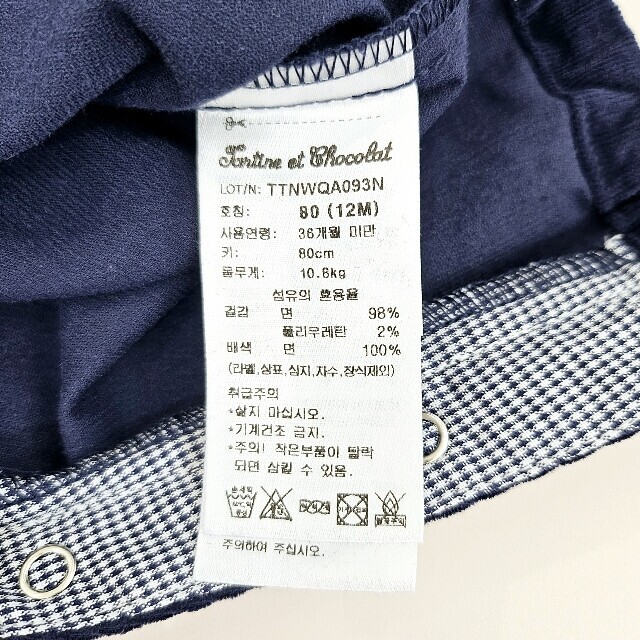 Tartine et Chocolat
LOT/N: TTNWQA093N
호칭: 80 (12M)
사용연령: 36개월 미만
키: 80cm
몸무게: 10.6kg
섬유의 혼용율
겉감 면 98%
폴리우레탄 2%
배색 면 100%
(라벨,상표,심지,자수,장식제외)
취급주의
*삶지 마십시오.
*기계건조 금지.
*주의! 작은부품이 탈락
되면 삼킬 수 있음.
주의하여 주십시오.